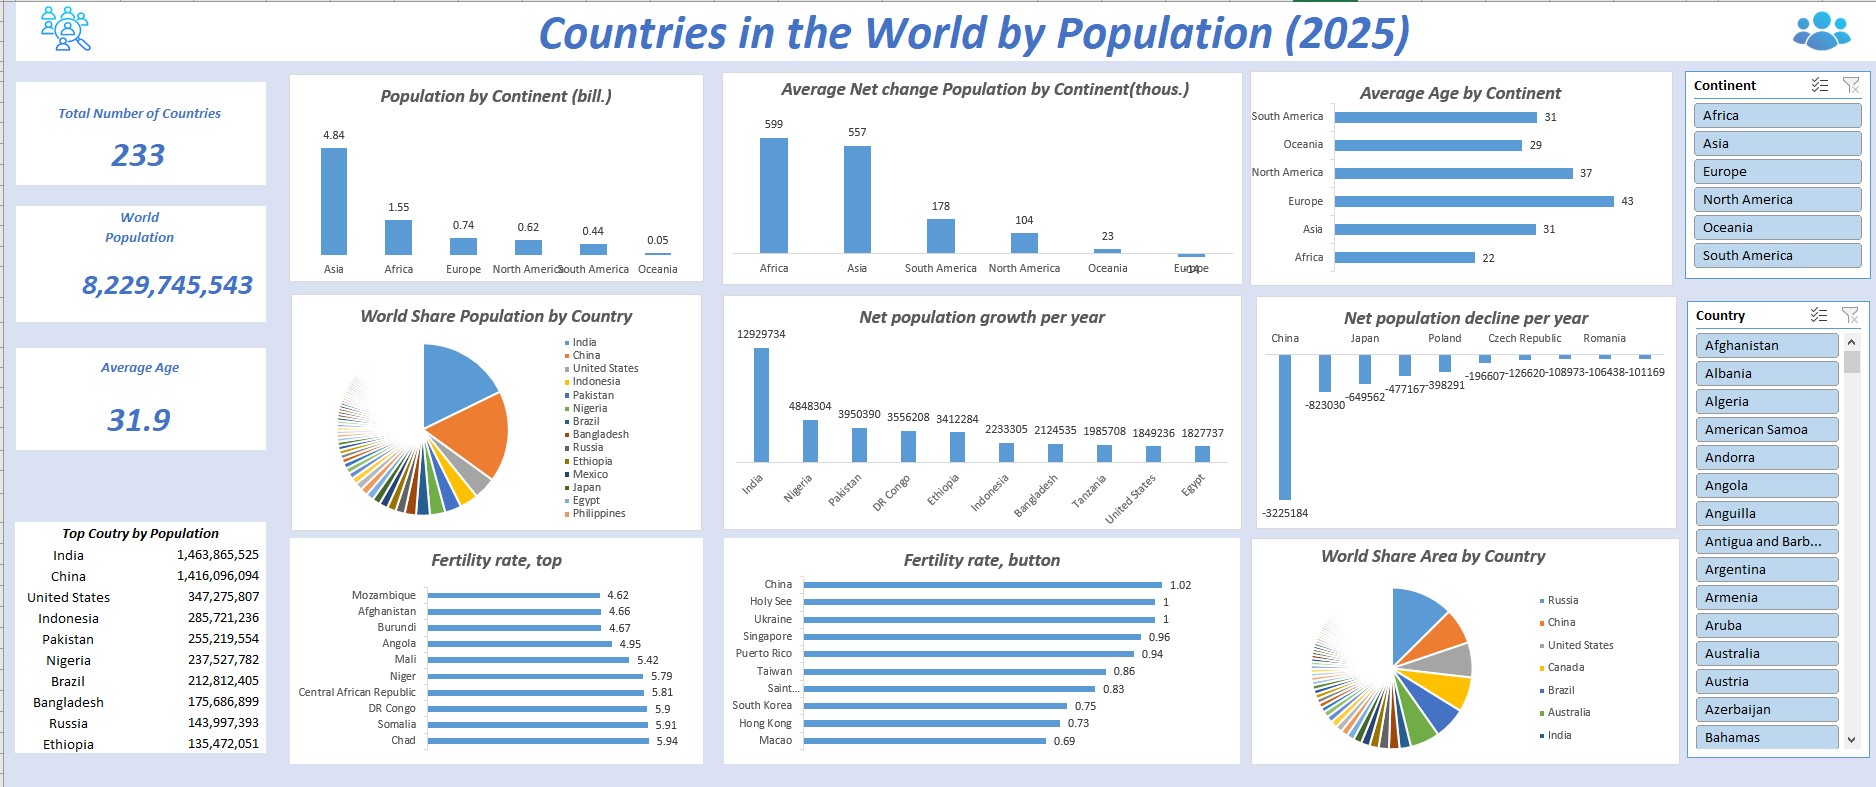 Countries in the World by Population (2025)
Total Number of Countries
233
World
Population
8,229,745,543
Average Age
31.9
Top Coutry by Population
India 1,463,865,525
China 1,416,096,094
United States 347,275,807
Indonesia 285,721,236
Pakistan 255,219,554
Nigeria 237,527,782
Brazil 212,812,405
Bangladesh 175,686,899
Russia 143,997,393
Ethiopia 135,472,051
Population by Continent (bill.)
4.84
1.55
0.74
0.62
0.44
0.05
Asia Africa Europe North America South America Oceania
Average Net change Population by Continent(thous.)
599
557
178
104
23
-14
Africa Asia South America North America Oceania Europe
Average Age by Continent
South America 31
Oceania 29
North America 37
Europe 43
Asia 31
Africa 22
World Share Population by Country
India
China
United States
Indonesia
Pakistan
Nigeria
Brazil
Bangladesh
Russia
Ethiopia
Mexico
Japan
Egypt
Philippines
Net population growth per year
12929734
4848304
3950390
3556208
3412284
2233305
2124535
1985708
1849236
1827737
India Nigeria Pakistan DR Congo Ethiopia Indonesia Bangladesh Tanzania United States Egypt
Net population decline per year
China Japan Poland Czech Republic Romania
-3225184
-823030
-649562
-477167
-398291
-196607
-126620
-108973
-106438
-101169
Fertility rate, top
Mozambique 4.62
Afghanistan 4.66
Burundi 4.67
Angola 4.95
Mali 5.42
Niger 5.79
Central African Republic 5.81
DR Congo 5.9
Somalia 5.91
Chad 5.94
Fertility rate, button
China 1.02
Holy See 1
Ukraine 1
Singapore 0.96
Puerto Rico 0.94
Taiwan 0.86
Saint... 0.83
South Korea 0.75
Hong Kong 0.73
Macao 0.69
World Share Area by Country
Russia
China
United States
Canada
Brazil
Australia
India
Continent
Africa
Asia
Europe
North America
Oceania
South America
Country
Afghanistan
Albania
Algeria
American Samoa
Andorra
Angola
Anguilla
Antigua and Barb...
Argentina
Armenia
Aruba
Australia
Austria
Azerbaijan
Bahamas